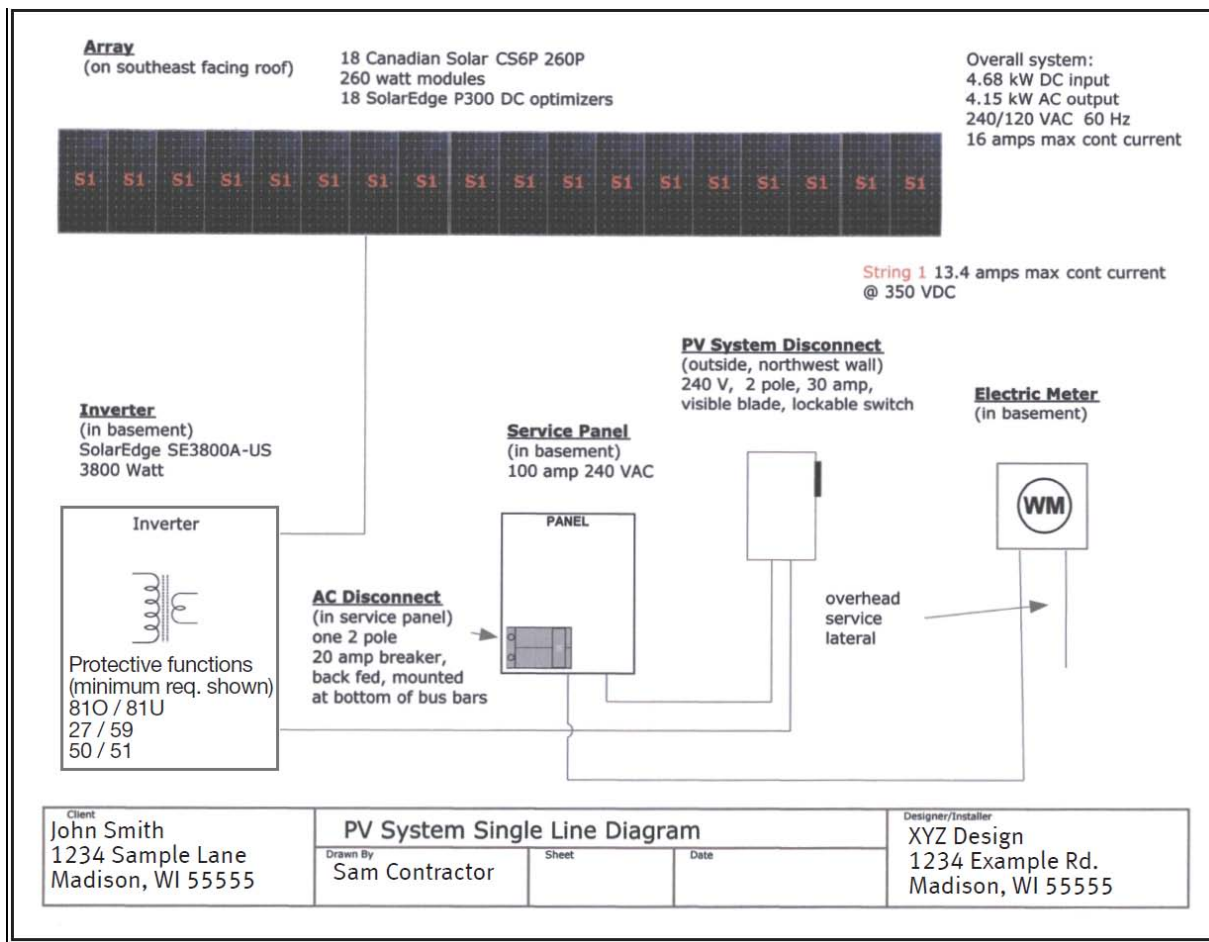 Array
(on southeast facing roof)
18 Canadian Solar CS6P 260P
260 watt modules
18 SolarEdge P300 DC optimizers
Overall system:
4.68 kW DC input
4.15 kW AC output
240/120 VAC 60 Hz
16 amps max cont current
S1 S1 S1 S1 S1 S1 S1 S1 S1 S1 S1 S1 S1 S1 S1 S1 S1 S1
String 1 13.4 amps max cont current
@ 350 VDC
PV System Disconnect
(outside, northwest wall)
240 V, 2 pole, 30 amp,
visible blade, lockable switch
Electric Meter
(in basement)
Inverter
(in basement)
SolarEdge SE3800A-US
3800 Watt
Service Panel
(in basement)
100 amp 240 VAC
Inverter
PANEL
WM
AC Disconnect
(in service panel)
one 2 pole
20 amp breaker,
back fed, mounted
at bottom of bus bars
overhead
service
lateral
Protective functions
(minimum req. shown)
81O / 81U
27 / 59
50 / 51
Client
John Smith
1234 Sample Lane
Madison, WI 55555
PV System Single Line Diagram
Drawn By
Sam Contractor
Sheet
Date
Designer/Installer
XYZ Design
1234 Example Rd.
Madison, WI 55555